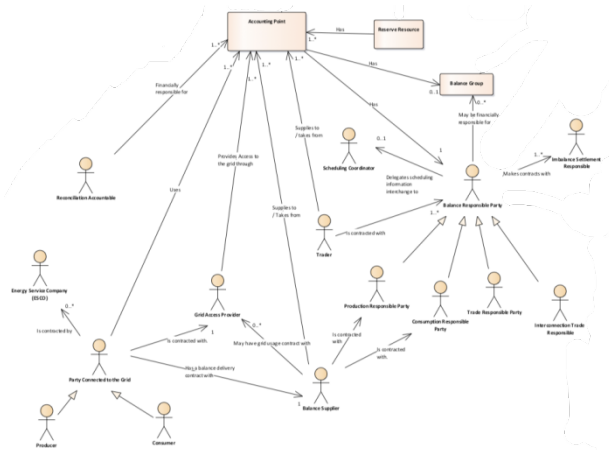 Accounting Point
Reserve Resource
Has
1..*
1..*
1..*
1..*
1..*
1..*
Has
Balance Group
0..1
0..*
Financially
responsible for
Has
May be financially
responsible for
Supplies to
/ takes from
Scheduling Coordinator
0..1
1
1..*
Imbalance Settlement
Responsible
Provides Access to
the grid through
Reconciliation Accountable
Uses
Delegates scheduling
information
interchange to
Makes contracts with
Balance Responsible Party
1..*
Supplies to
/ Takes from
Is contracted with
Trader
Energy Service Company
(ESCO)
0..*
Grid Access Provider
1
0..*
Production Responsible Party
Consumption Responsible
Party
Trade Responsible Party
Interconnection Trade
Responsible
Is contracted by
Is contracted with
May have grid usage contract with
Is contracted
with
Is contracted
with
Party Connected to the Grid
Has a balance delivery
contract with
1
Balance Supplier
Producer
Consumer